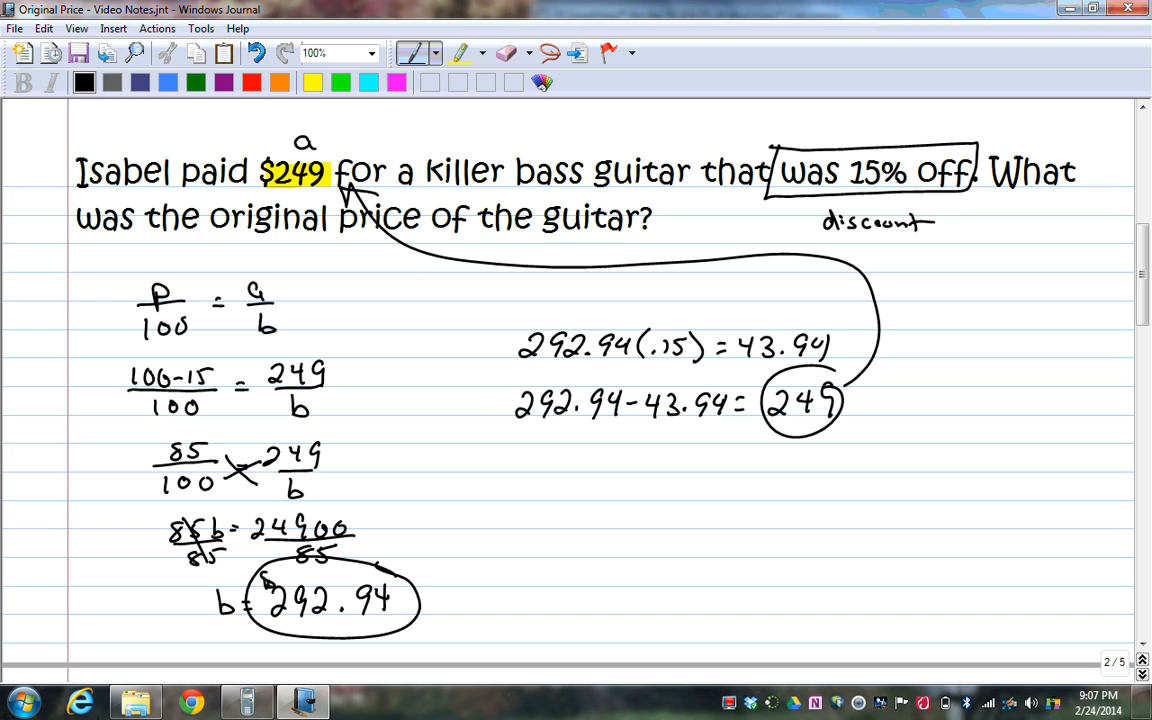 Original Price - Video Notes.jnt - Windows Journal
File Edit View Insert Actions Tools Help
100%
B I
a
Isabel paid $249 for a killer bass guitar that was 15% off. What
was the original price of the guitar?
discount
p/100 = a/b
100-15/100 = 249/b
85/100 = 249/b
85b/85 = 24900/85
b = $292.94
292.94(.15) = 43.94
292.94 - 43.94 = 249
2 / 5
9:07 PM
2/24/2014